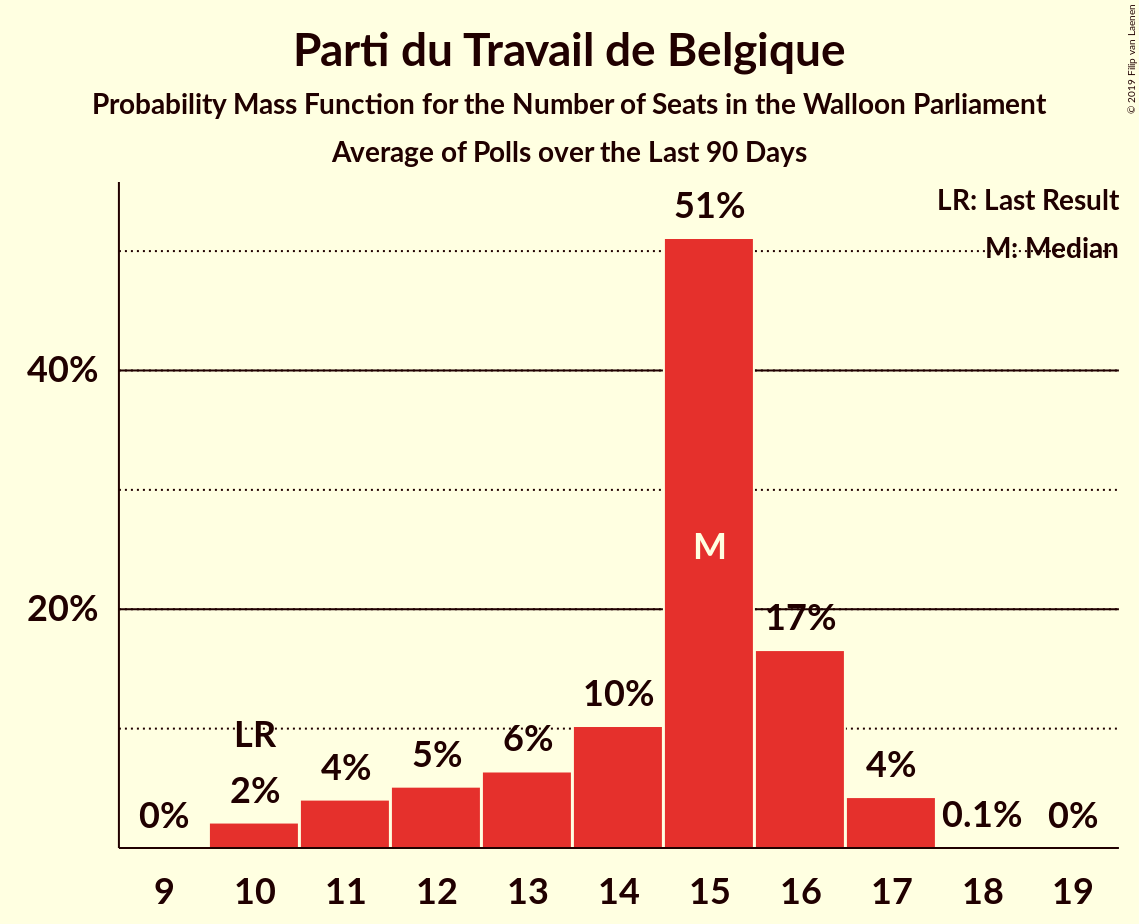 Parti du Travail de Belgique
Probability Mass Function for the Number of Seats in the Walloon Parliament
Average of Polls over the Last 90 Days
© 2019 Filip van Laenen
LR: Last Result
M: Median
40%
20%
0%
LR
2%
4%
5%
6%
10%
51%
M
17%
4%
0.1%
0%
9 10 11 12 13 14 15 16 17 18 19